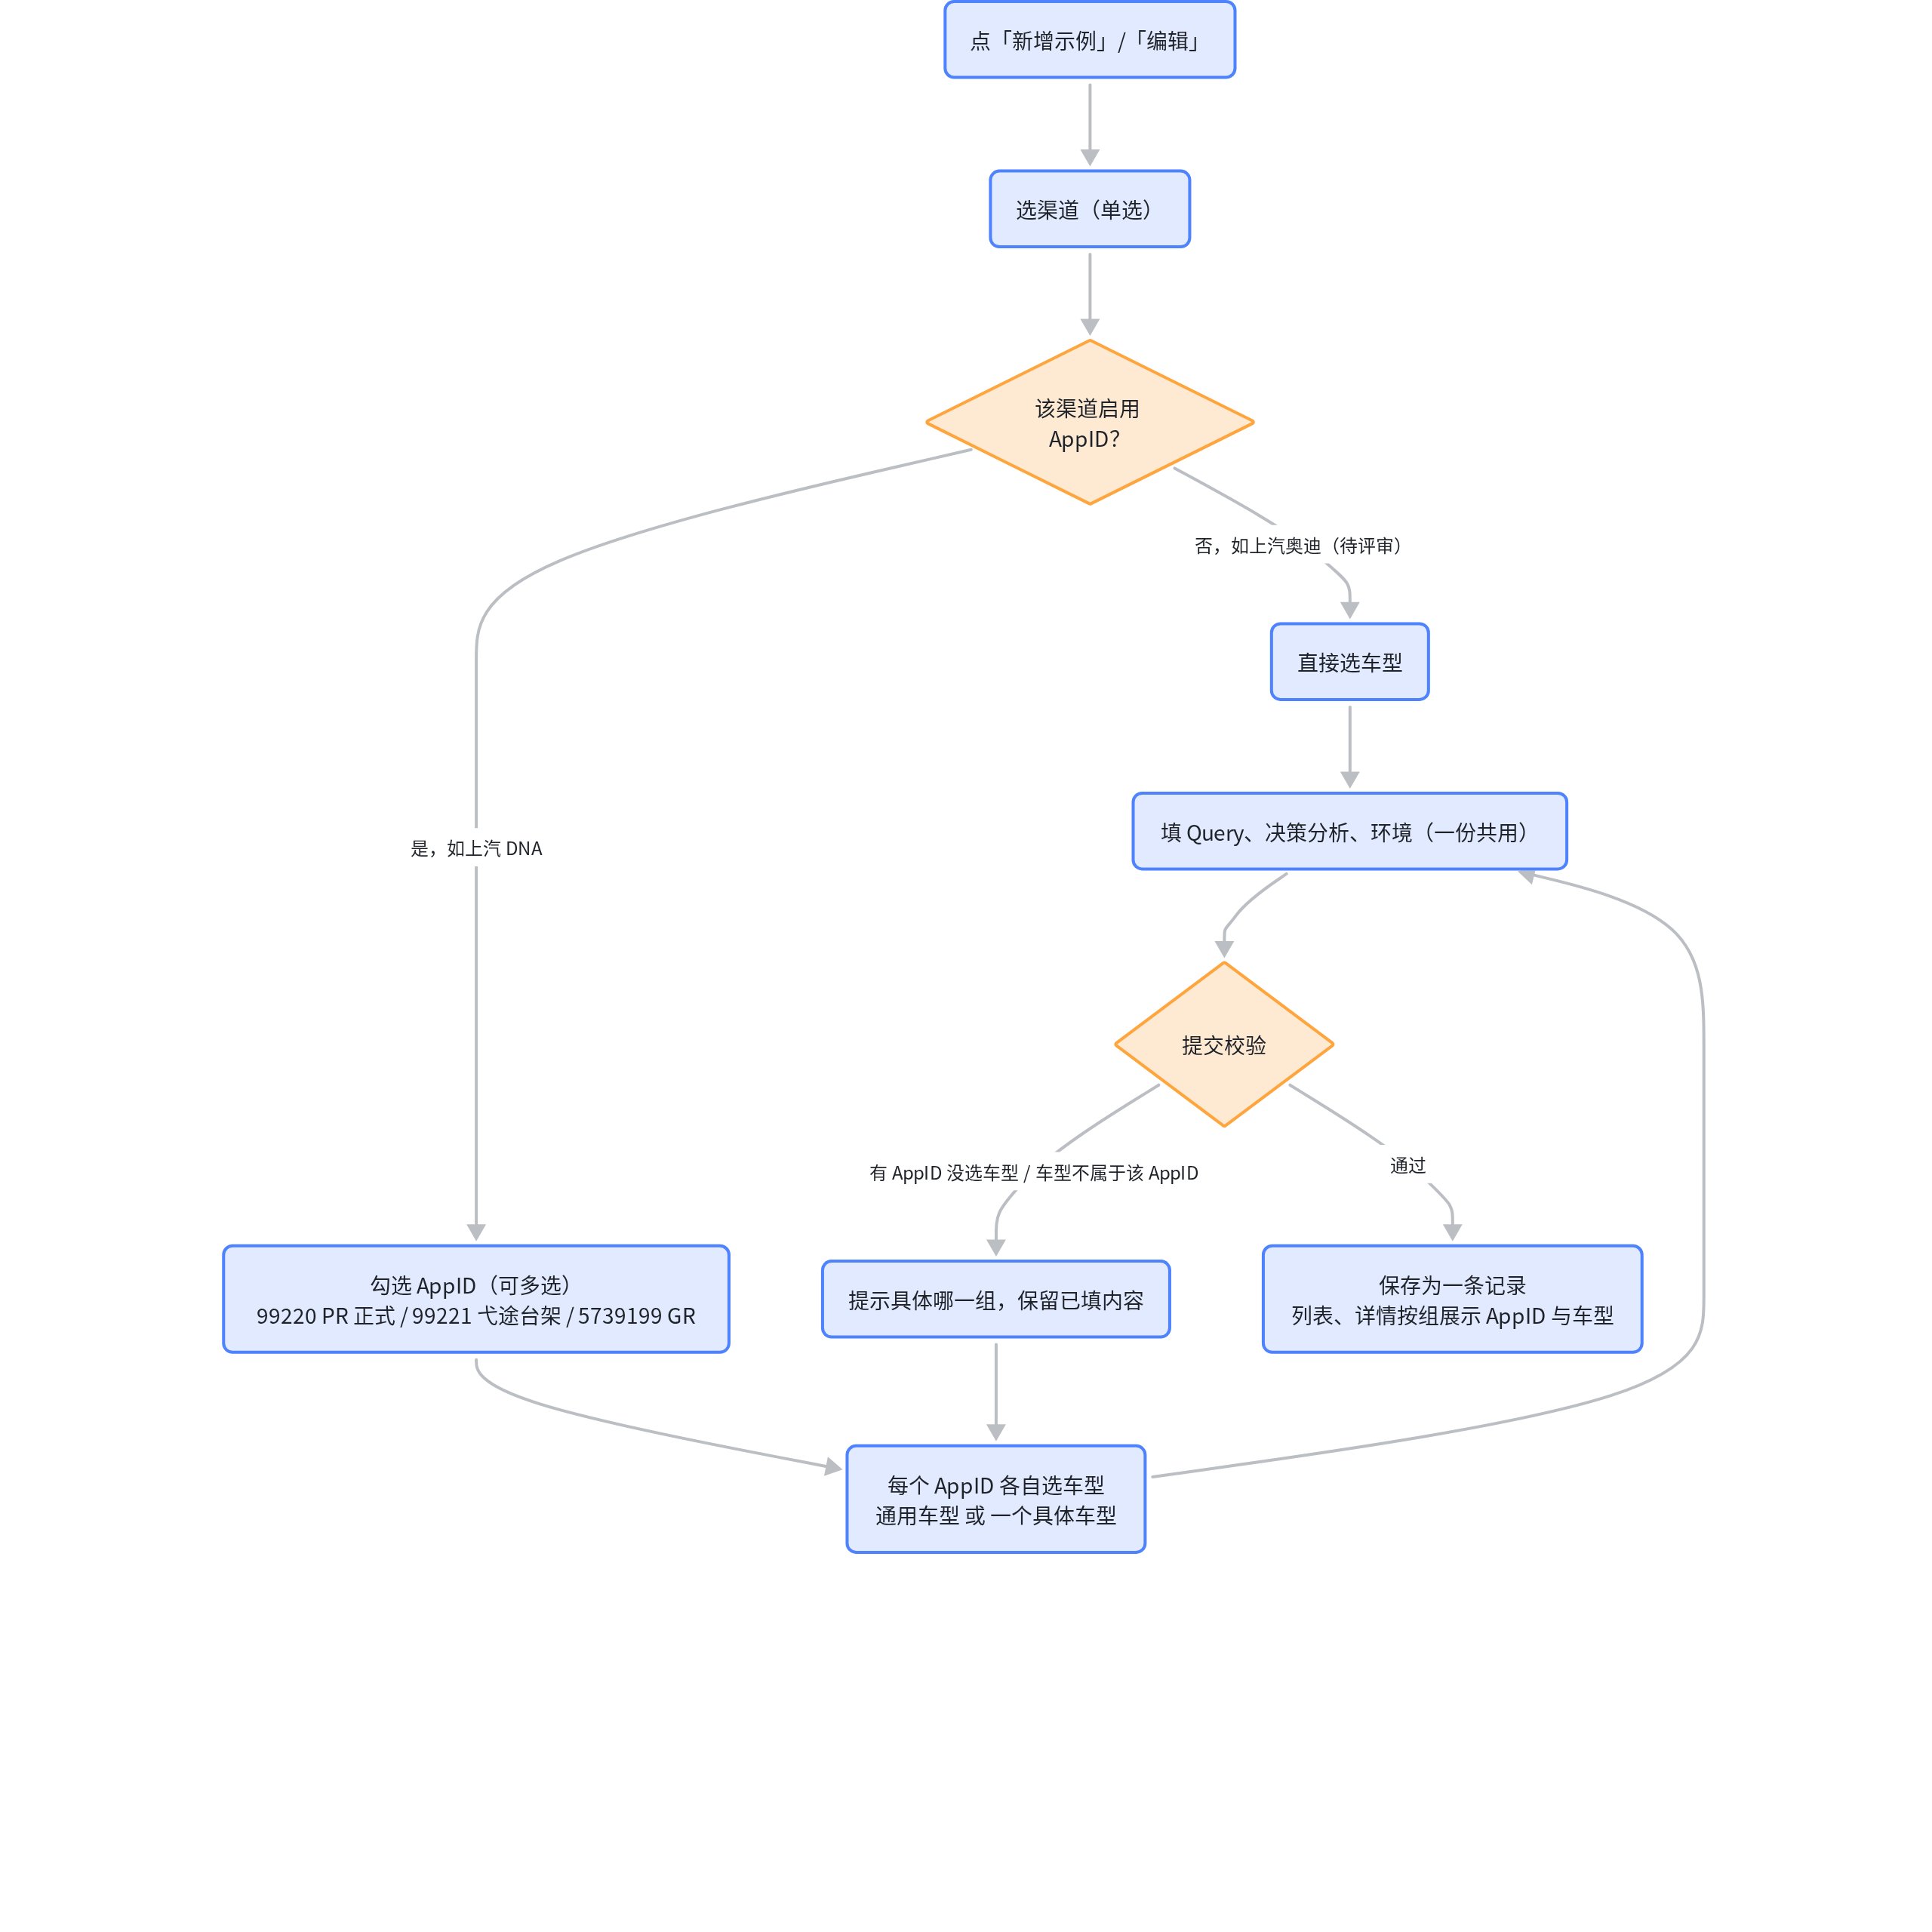 点「新增示例」/「编辑」
选渠道（单选）
该渠道启用
AppID？
否，如上汽奥迪（待评审）
直接选车型
填 Query、决策分析、环境（一份共用）
是，如上汽 DNA
提交校验
有 AppID 没选车型 / 车型不属于该 AppID
通过
勾选 AppID（可多选）
99220 PR 正式 / 99221 弋途台架 / 5739199 GR
提示具体哪一组，保留已填内容
保存为一条记录
列表、详情按组展示 AppID 与车型
每个 AppID 各自选车型
通用车型 或 一个具体车型